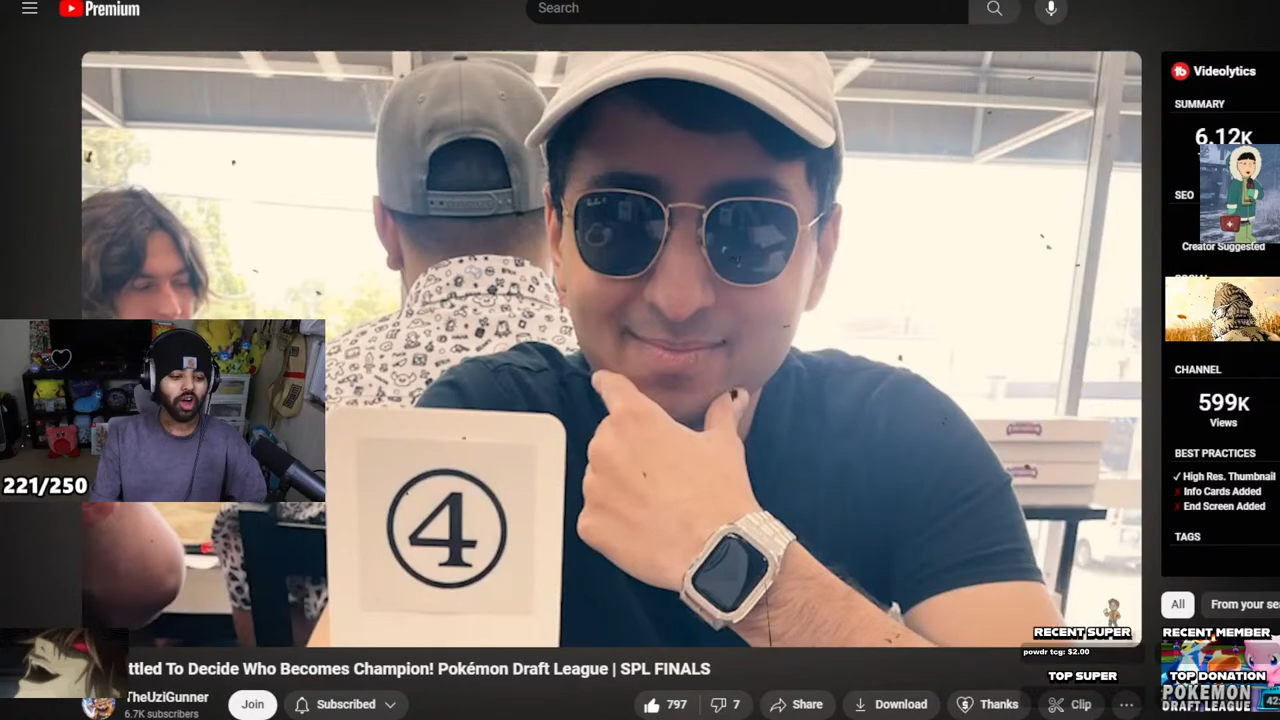 Premium
Search
Videolytics
SUMMARY
6.12K
SEO
Creator Suggested
CHANNEL
599K
Views
BEST PRACTICES
✓ High Res. Thumbnail
x Info Cards Added
x End Screen Added
TAGS
221/250
4
All
From your se
RECENT SUPER
powdr tcg: $2.00
TOP SUPER
RECENT MEMBER
TOP DONATION
POKEMON
DRAFT LEAGUE
42
ttled To Decide Who Becomes Champion! Pokémon Draft League | SPL FINALS
TheUziGunner
6.7K subscribers
Join
Subscribed
797
7
Share
Download
Thanks
Clip